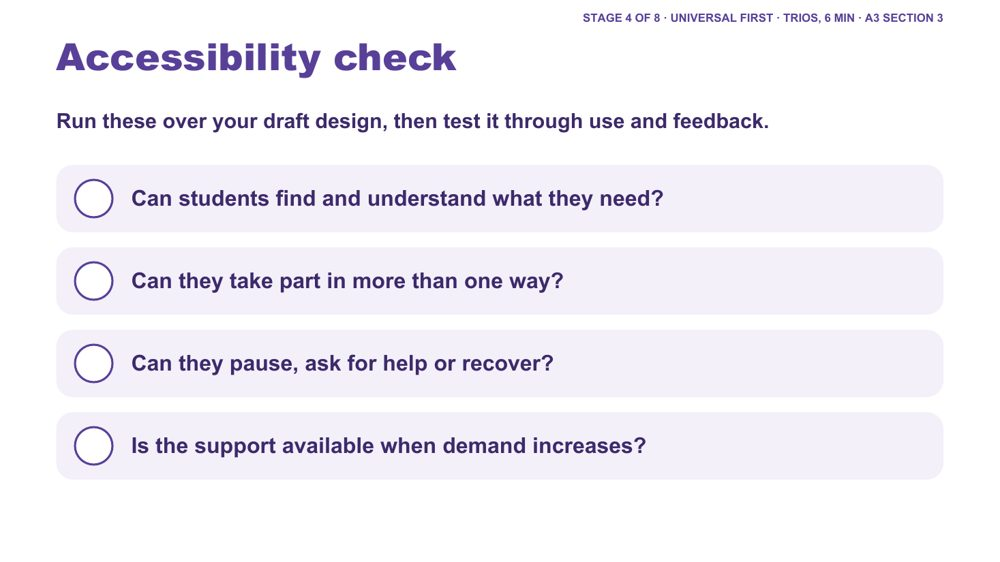 STAGE 4 OF 8 · UNIVERSAL FIRST · TRIOS, 6 MIN · A3 SECTION 3
Accessibility check
Run these over your draft design, then test it through use and feedback.
Can students find and understand what they need?
Can they take part in more than one way?
Can they pause, ask for help or recover?
Is the support available when demand increases?